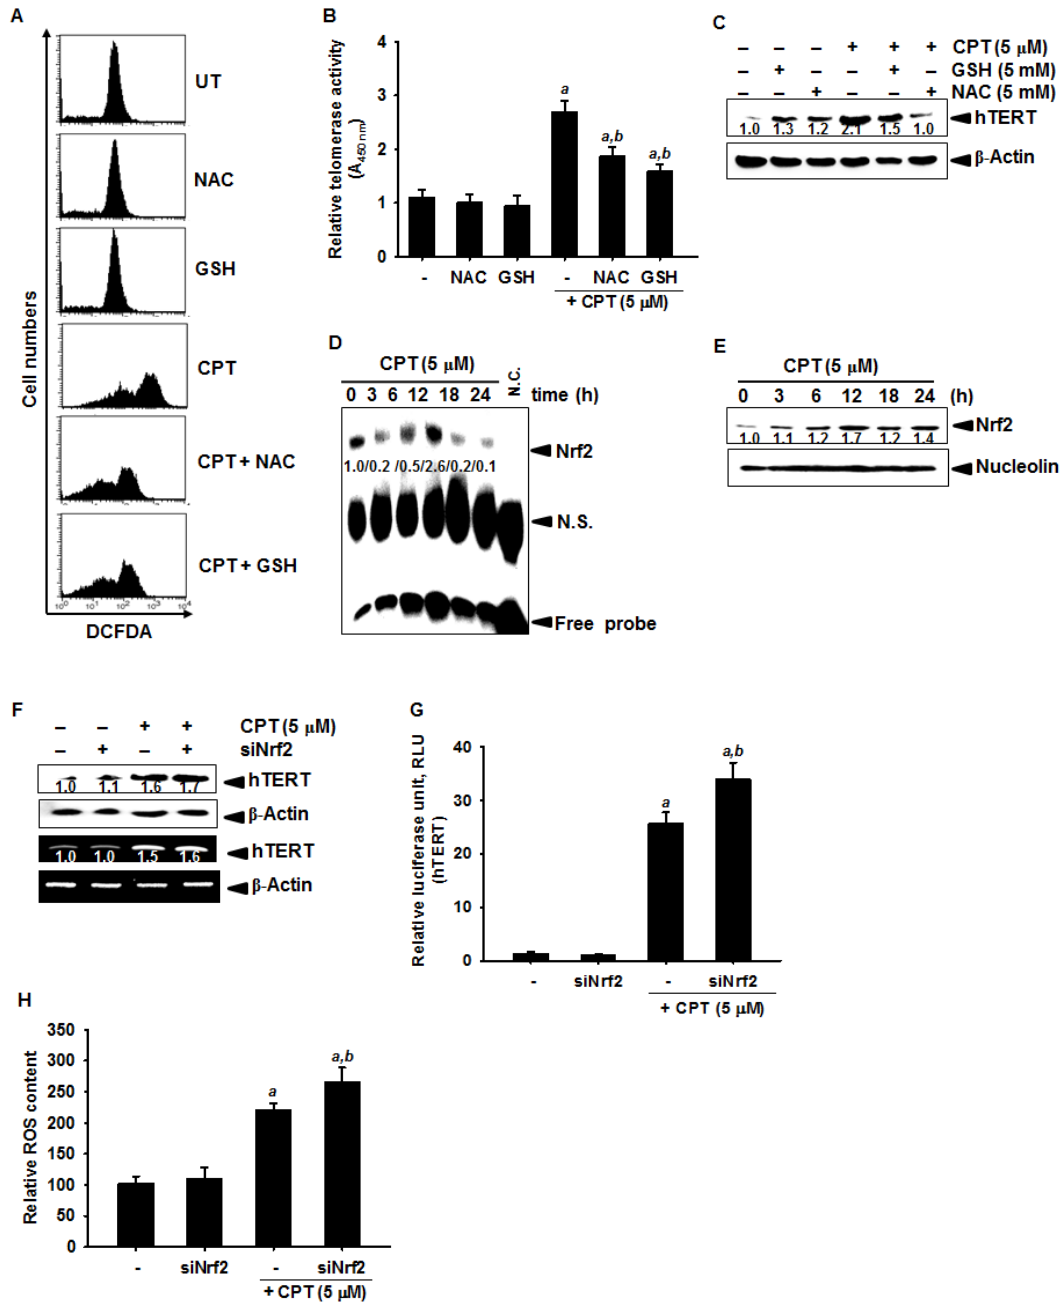 A
UT
NAC
GSH
CPT
CPT + NAC
CPT + GSH
Cell numbers
10⁰ 10¹ 10² 10³ 10⁴
DCFDA
B
Relative telomerase activity
(A450 nm)
4
3
2
1
0
a
a,b
a,b
- NAC GSH - NAC GSH
+ CPT (5 μM)
C
– – – + + + CPT (5 μM)
– + – – + – GSH (5 mM)
– – + – – + NAC (5 mM)
1.0 1.3 1.2 2.1 1.5 1.0 hTERT
β-Actin
D
CPT (5 μM) N.C.
0 3 6 12 18 24 time (h)
Nrf2
1.0/0.2 /0.5/2.6/0.2/0.1
N.S.
Free probe
E
CPT (5 μM)
0 3 6 12 18 24 (h)
1.0 1.1 1.2 1.7 1.2 1.4 Nrf2
Nucleolin
F
– – + + CPT (5 μM)
– + – + siNrf2
1.0 1.1 1.6 1.7 hTERT
β-Actin
1.0 1.0 1.5 1.6 hTERT
β-Actin
G
Relative luciferase unit, RLU
(hTERT)
40
30
20
10
0
a
a,b
- siNrf2 - siNrf2
+ CPT (5 μM)
H
Relative ROS content
350
300
250
200
150
100
50
0
a
a,b
- siNrf2 - siNrf2
+ CPT (5 μM)